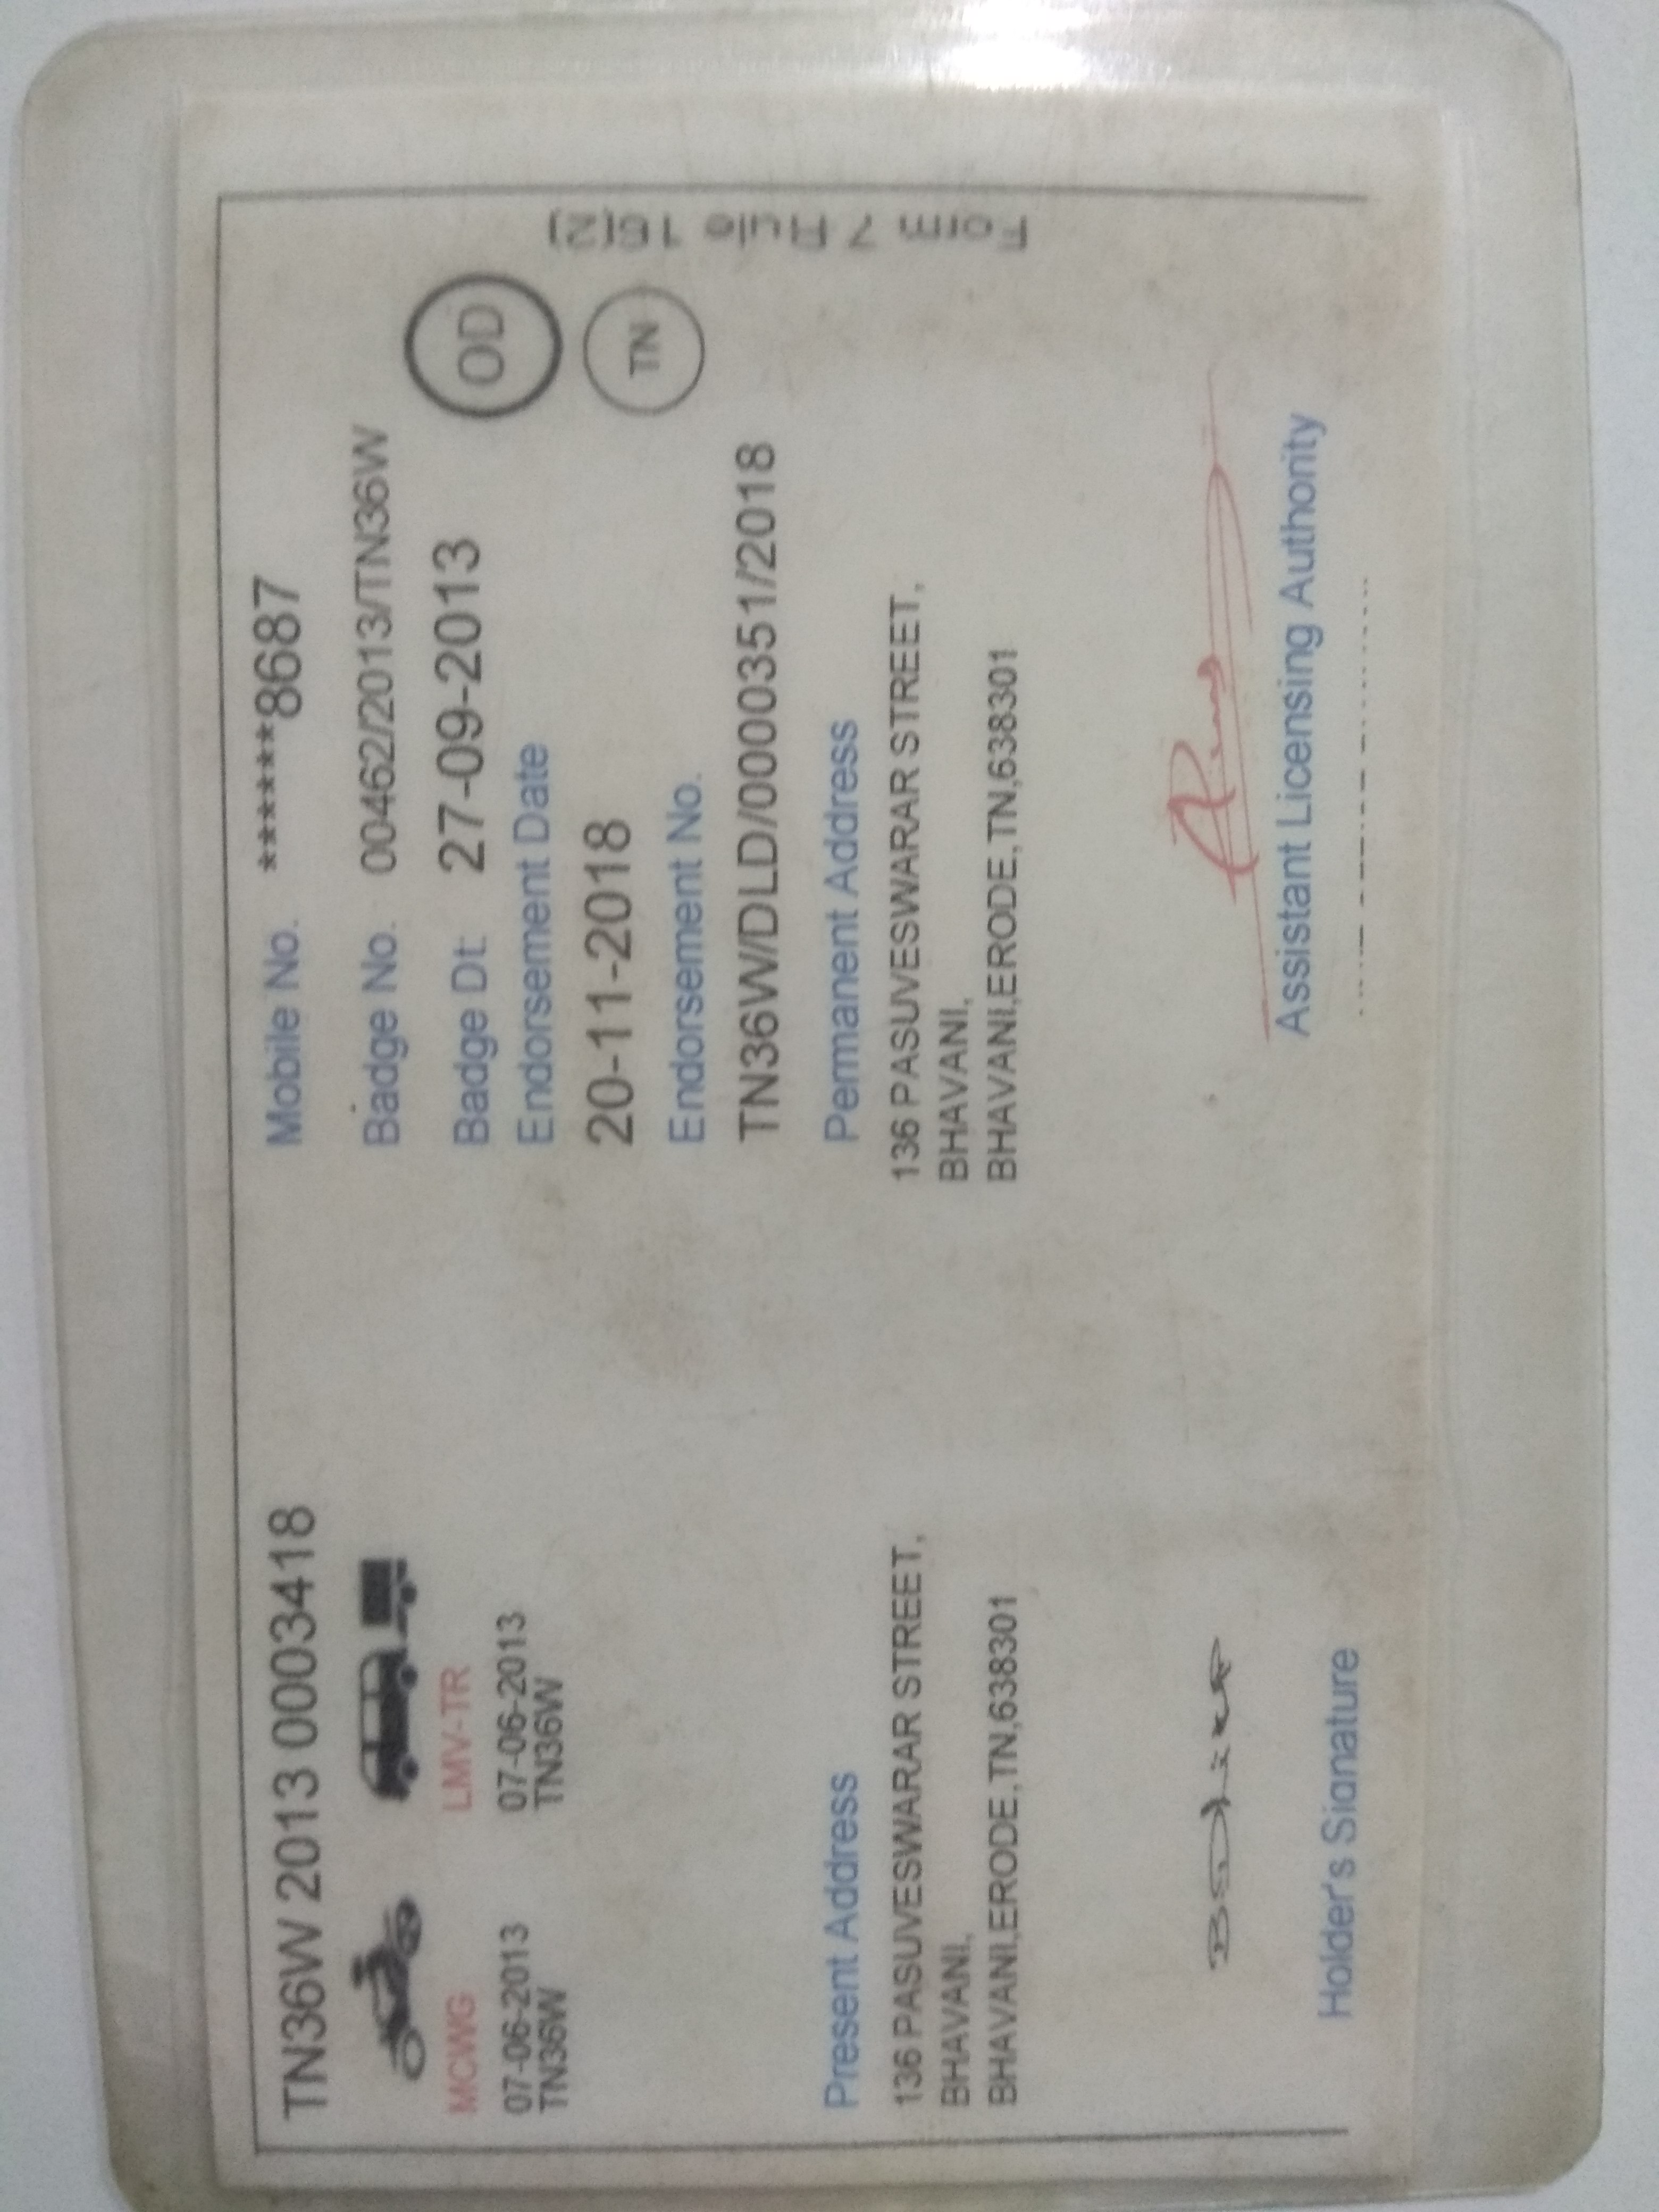 TN36W 2013 0003418
MCWG
07-06-2013
TN36W
LMV-TR
07-06-2013
TN36W
Mobile No. ******8687
Badge No. 00462/2013/TN36W
Badge Dt. 27-09-2013
Endorsement Date
20-11-2018
Endorsement No.
TN36W/DLD/0000351/2018
OD
TN
Form 7 Rule 16(2)
Present Address
136 PASUVESWARAR STREET,
BHAVANI,
BHAVANI,ERODE,TN,638301
Permanent Address
136 PASUVESWARAR STREET,
BHAVANI,
BHAVANI,ERODE,TN,638301
Holder's Signature
Assistant Licensing Authority